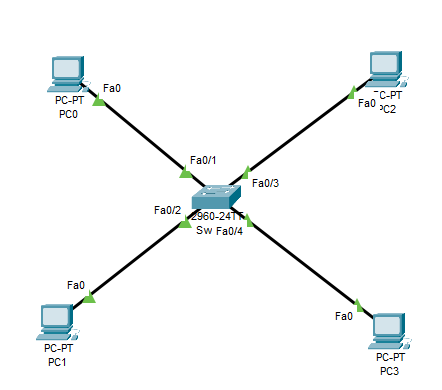 Fa0
PC-PT
PC0
Fa0
PC-PT
PC2
Fa0/1
Fa0/3
Fa0/2
2960-24TT
Sw Fa0/4
Fa0
PC-PT
PC1
Fa0
PC-PT
PC3